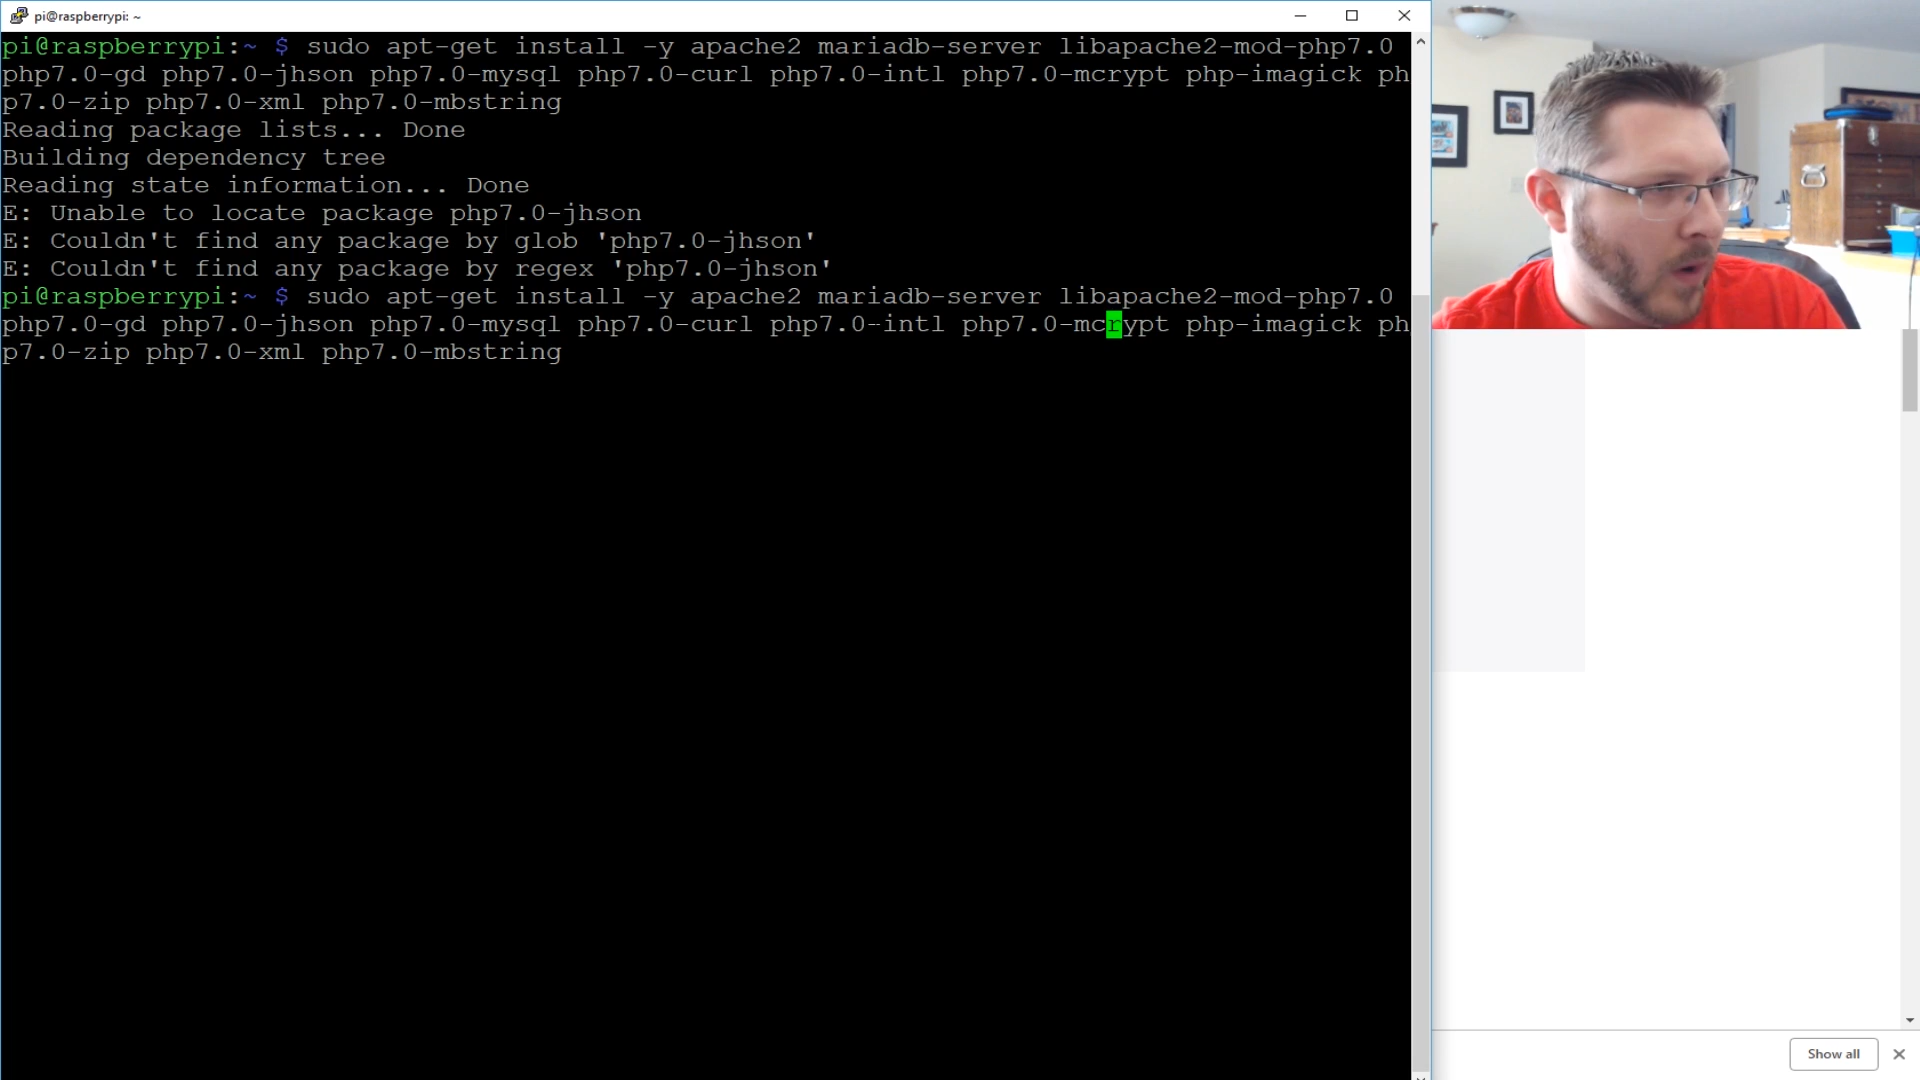 pi@raspberrypi: ~
pi@raspberrypi:~ $ sudo apt-get install -y apache2 mariadb-server libapache2-mod-php7.0
php7.0-gd php7.0-jhson php7.0-mysql php7.0-curl php7.0-intl php7.0-mcrypt php-imagick ph
p7.0-zip php7.0-xml php7.0-mbstring
Reading package lists... Done
Building dependency tree
Reading state information... Done
E: Unable to locate package php7.0-jhson
E: Couldn't find any package by glob 'php7.0-jhson'
E: Couldn't find any package by regex 'php7.0-jhson'
pi@raspberrypi:~ $ sudo apt-get install -y apache2 mariadb-server libapache2-mod-php7.0
php7.0-gd php7.0-jhson php7.0-mysql php7.0-curl php7.0-intl php7.0-mcrypt php-imagick ph
p7.0-zip php7.0-xml php7.0-mbstring
Show all